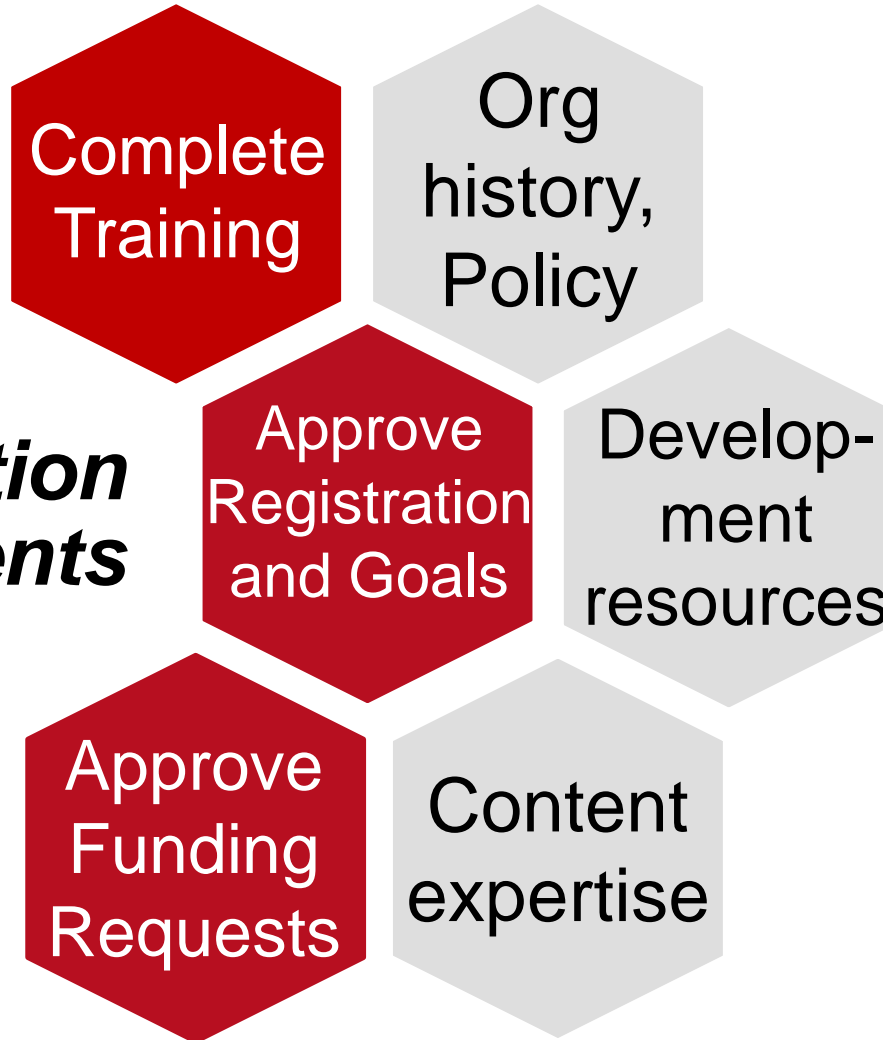 Complete
Training
Org
history,
Policy
tion
ents
Approve
Registration
and Goals
Develop-
ment
resources
Approve
Funding
Requests
Content
expertise